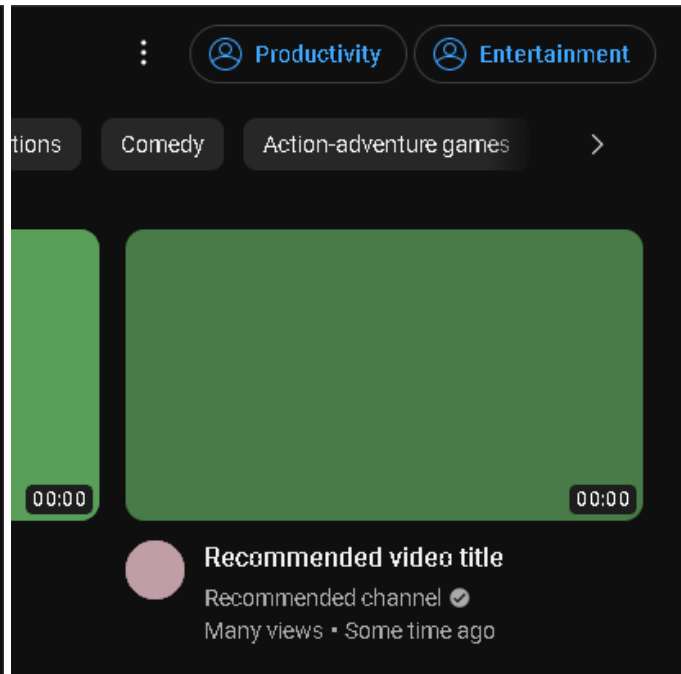 Productivity Entertainment
tions Comedy Action-adventure games
00:00 00:00
Recommended video title
Recommended channel
Many views • Some time ago